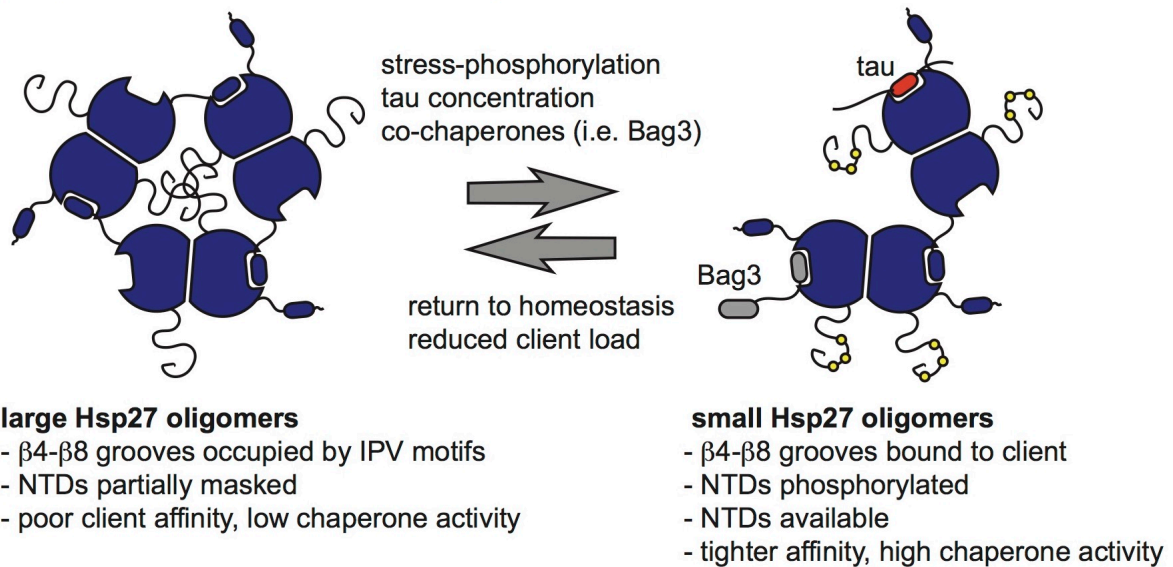 stress-phosphorylation
tau concentration
co-chaperones (i.e. Bag3)
tau
Bag3
return to homeostasis
reduced client load
large Hsp27 oligomers
- β4-β8 grooves occupied by IPV motifs
- NTDs partially masked
- poor client affinity, low chaperone activity
small Hsp27 oligomers
- β4-β8 grooves bound to client
- NTDs phosphorylated
- NTDs available
- tighter affinity, high chaperone activity